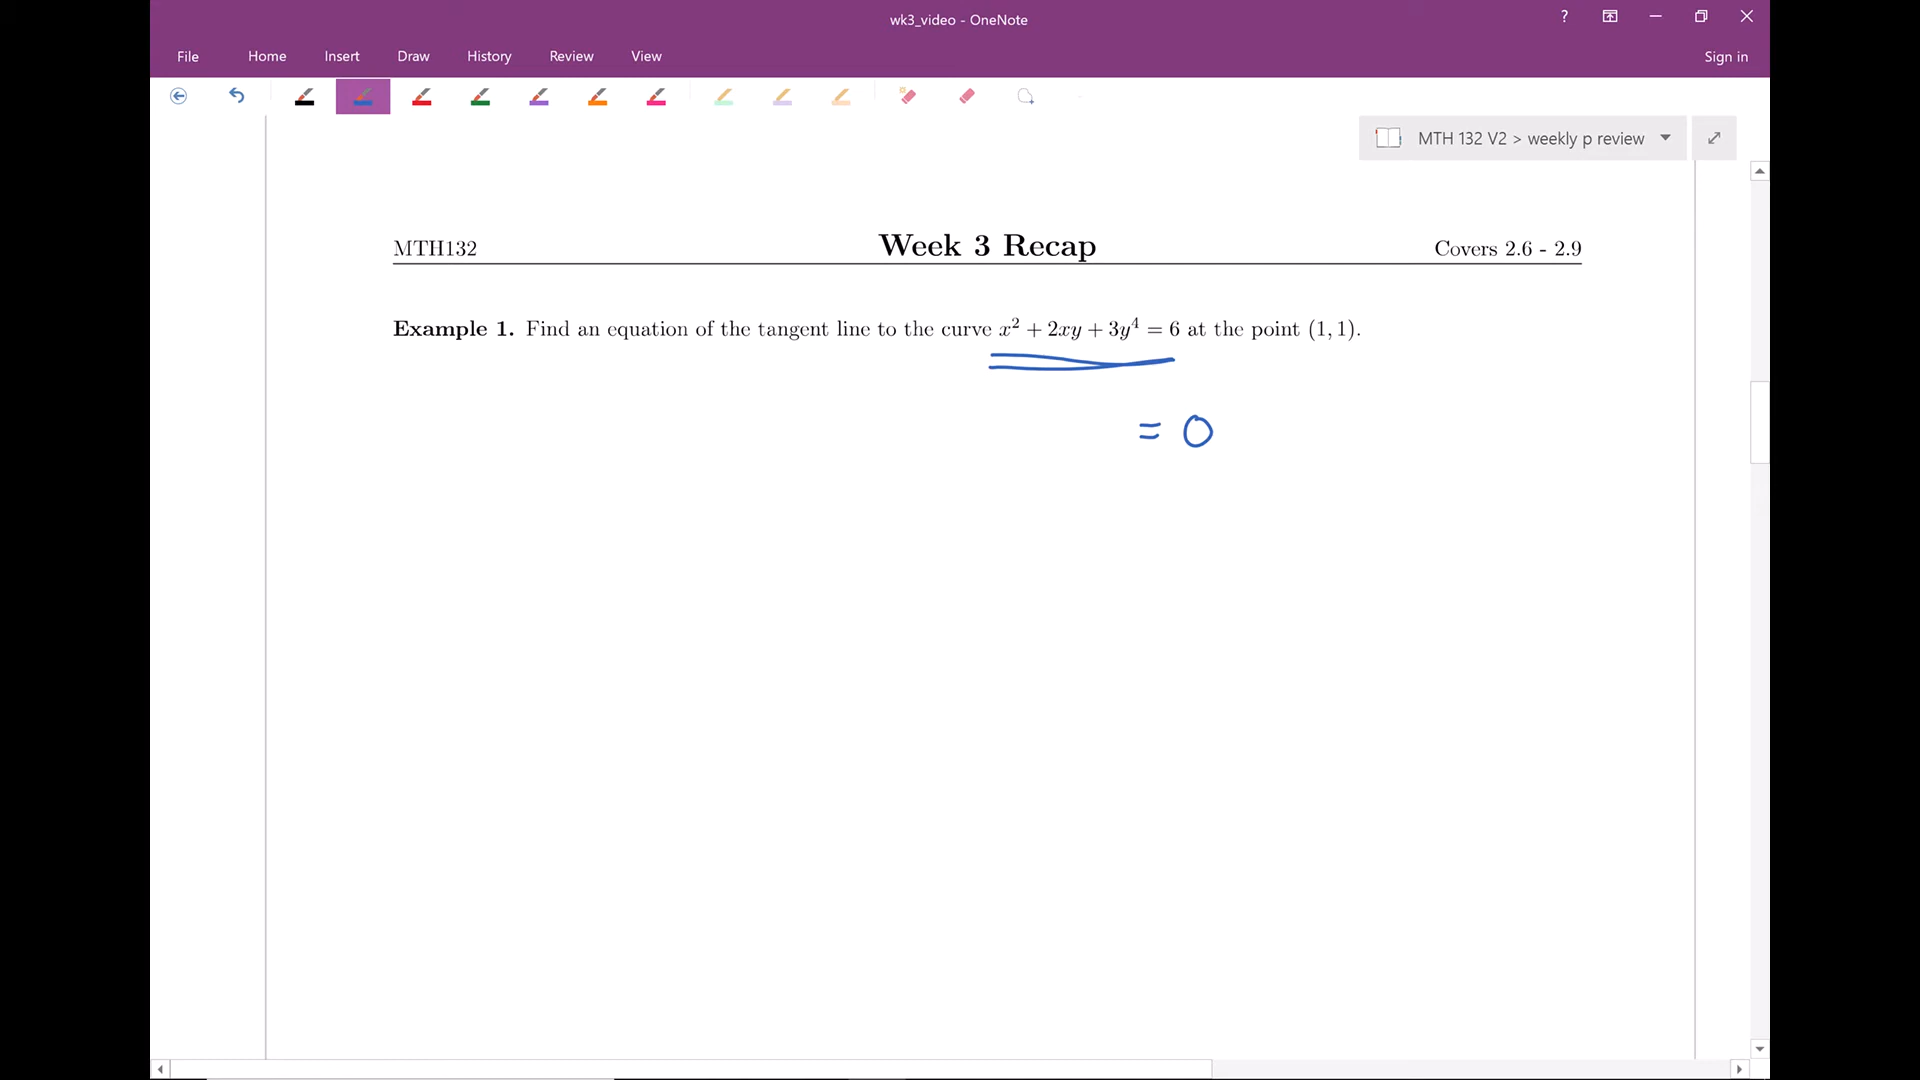 wk3_video - OneNote
?
File Home Insert Draw History Review View Sign in
MTH 132 V2 > weekly p review
MTH132 Week 3 Recap Covers 2.6 - 2.9
Example 1. Find an equation of the tangent line to the curve x² + 2xy + 3y⁴ = 6 at the point (1, 1).
= 0